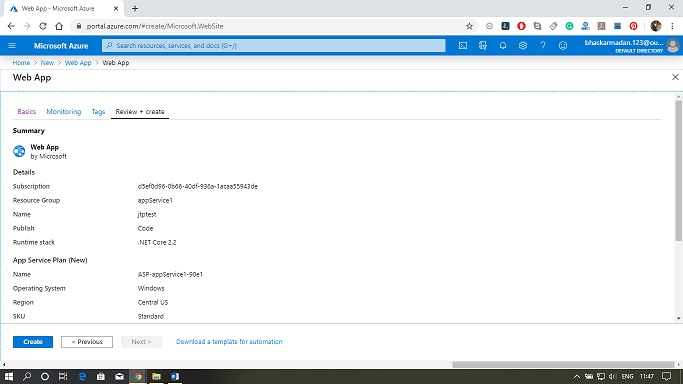 Web App - Microsoft Azure
portal.azure.com/#create/Microsoft.WebSite
Microsoft Azure
Search resources, services, and docs (G+/)
bhaskarmadan.123@ou...
DEFAULT DIRECTORY
Home > New > Web App > Web App
Web App
Basics Monitoring Tags Review + create
Summary
Web App
by Microsoft
Details
Subscription d5ef0d96-0b66-40df-936a-1acaa55943de
Resource Group appService1
Name jtptest
Publish Code
Runtime stack .NET Core 2.2
App Service Plan (New)
Name ASP-appService1-90e1
Operating System Windows
Region Central US
SKU Standard
Create < Previous Next > Download a template for automation
ENG 11:47